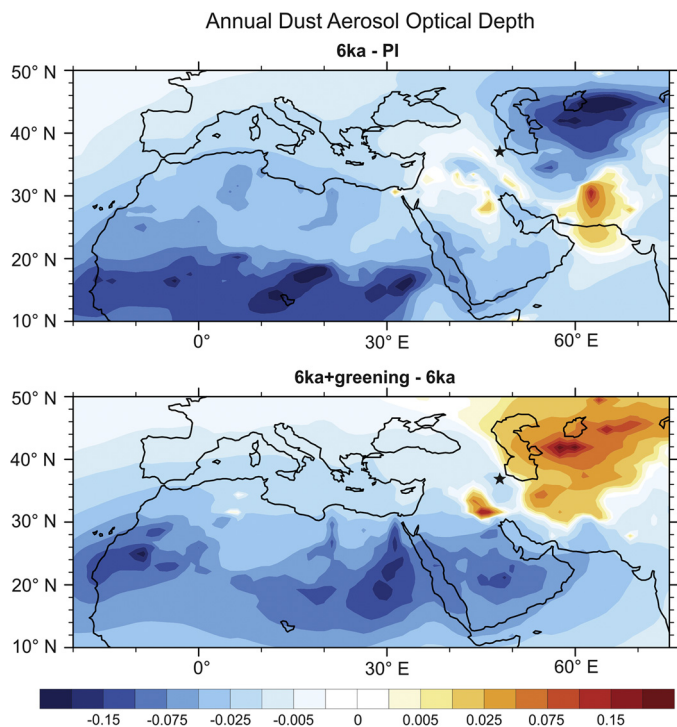 Annual Dust Aerosol Optical Depth
6ka - PI
50° N
40° N
30° N
20° N
10° N
0° 30° E 60° E
6ka+greening - 6ka
50° N
40° N
30° N
20° N
10° N
0° 30° E 60° E
-0.15 -0.075 -0.025 -0.005 0 0.005 0.025 0.075 0.15